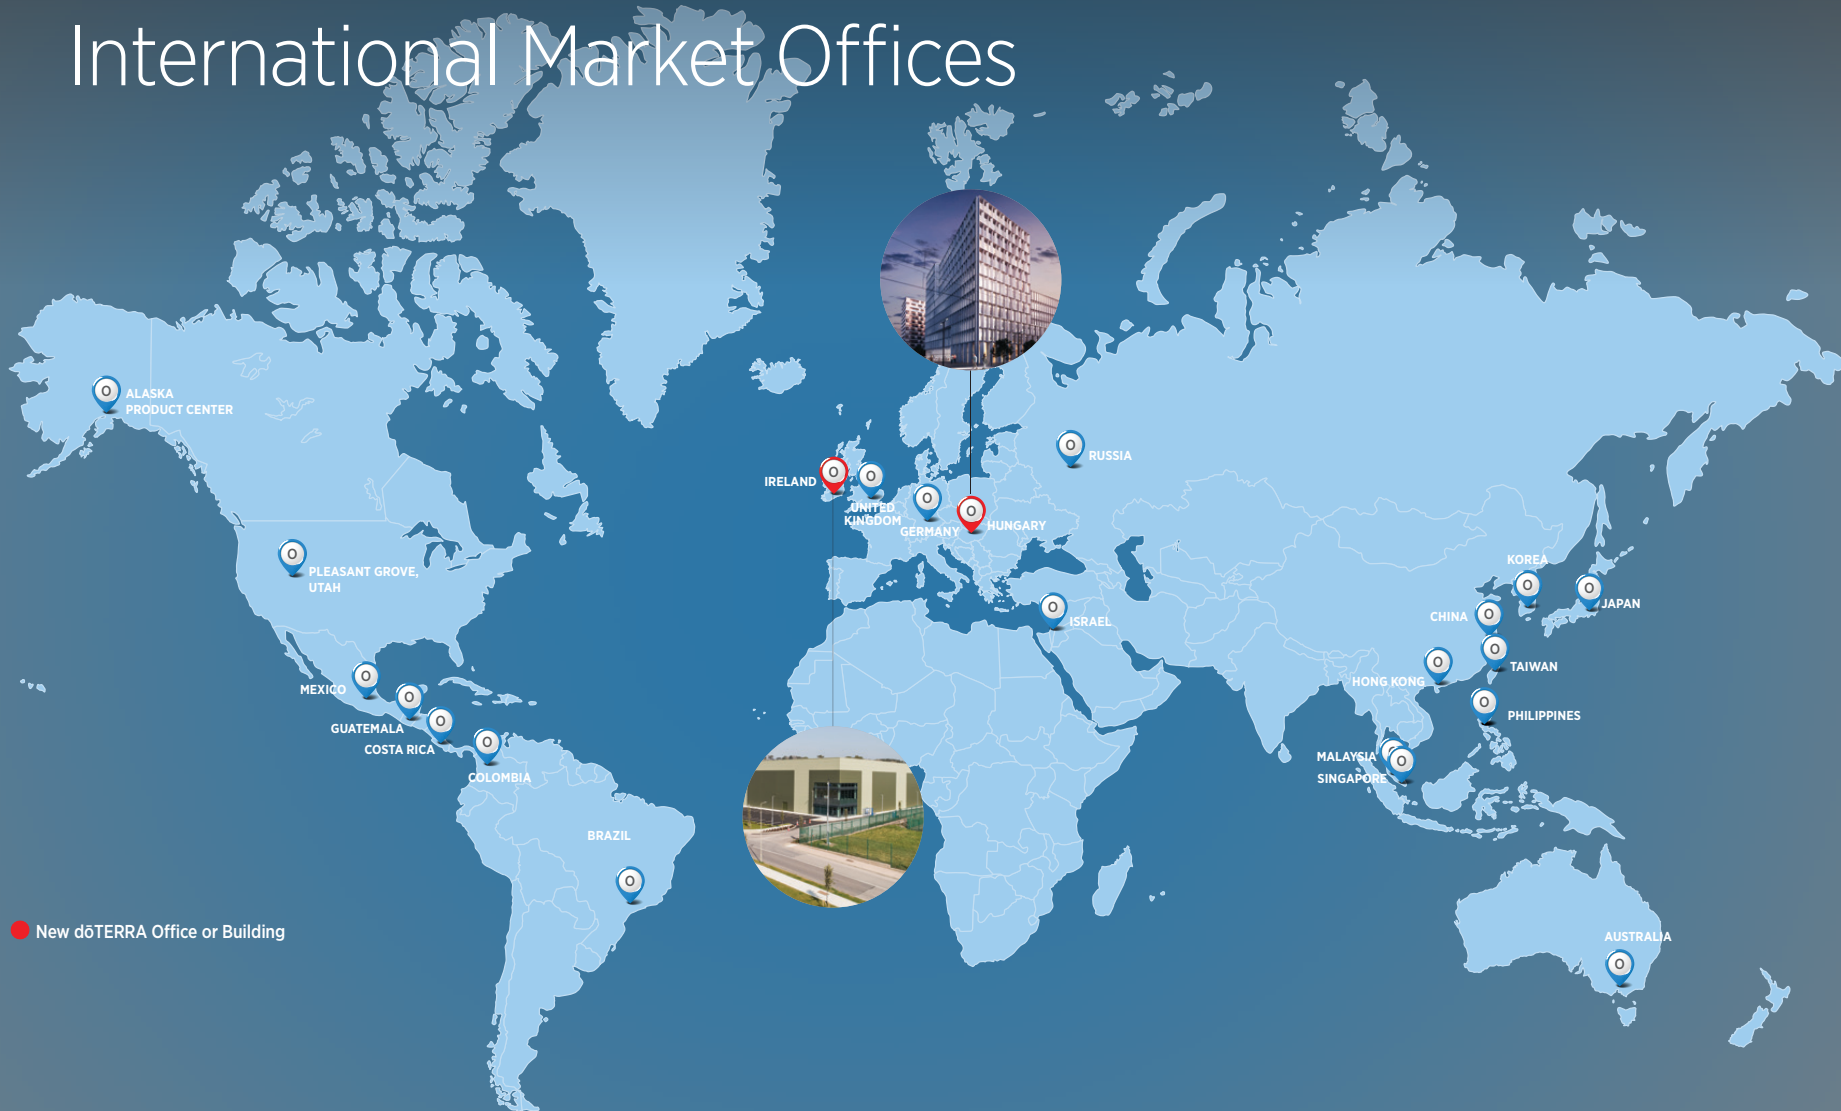 International Market Offices
ALASKA
PRODUCT CENTER
PLEASANT GROVE,
UTAH
MEXICO
GUATEMALA
COSTA RICA
COLOMBIA
BRAZIL
IRELAND
UNITED
KINGDOM
GERMANY
HUNGARY
RUSSIA
ISRAEL
KOREA
JAPAN
CHINA
TAIWAN
HONG KONG
PHILIPPINES
MALAYSIA
SINGAPORE
AUSTRALIA
New dōTERRA Office or Building